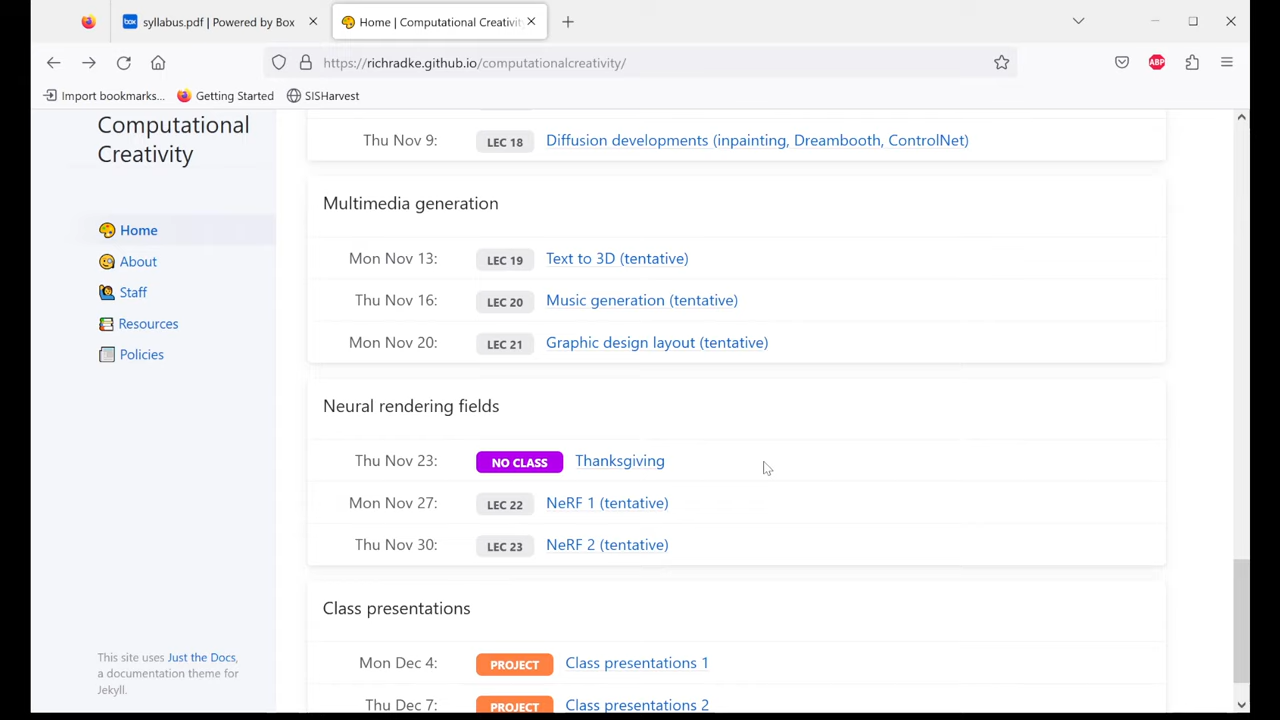 syllabus.pdf | Powered by Box
Home | Computational Creativit
https://richradke.github.io/computationalcreativity/
ABP
Import bookmarks...
Getting Started
SISHarvest
Computational
Creativity
Home
About
Staff
Resources
Policies
This site uses Just the Docs,
a documentation theme for
Jekyll.
Thu Nov 9: LEC 18 Diffusion developments (inpainting, Dreambooth, ControlNet)
Multimedia generation
Mon Nov 13: LEC 19 Text to 3D (tentative)
Thu Nov 16: LEC 20 Music generation (tentative)
Mon Nov 20: LEC 21 Graphic design layout (tentative)
Neural rendering fields
Thu Nov 23: NO CLASS Thanksgiving
Mon Nov 27: LEC 22 NeRF 1 (tentative)
Thu Nov 30: LEC 23 NeRF 2 (tentative)
Class presentations
Mon Dec 4: PROJECT Class presentations 1
Thu Dec 7: PROJECT Class presentations 2